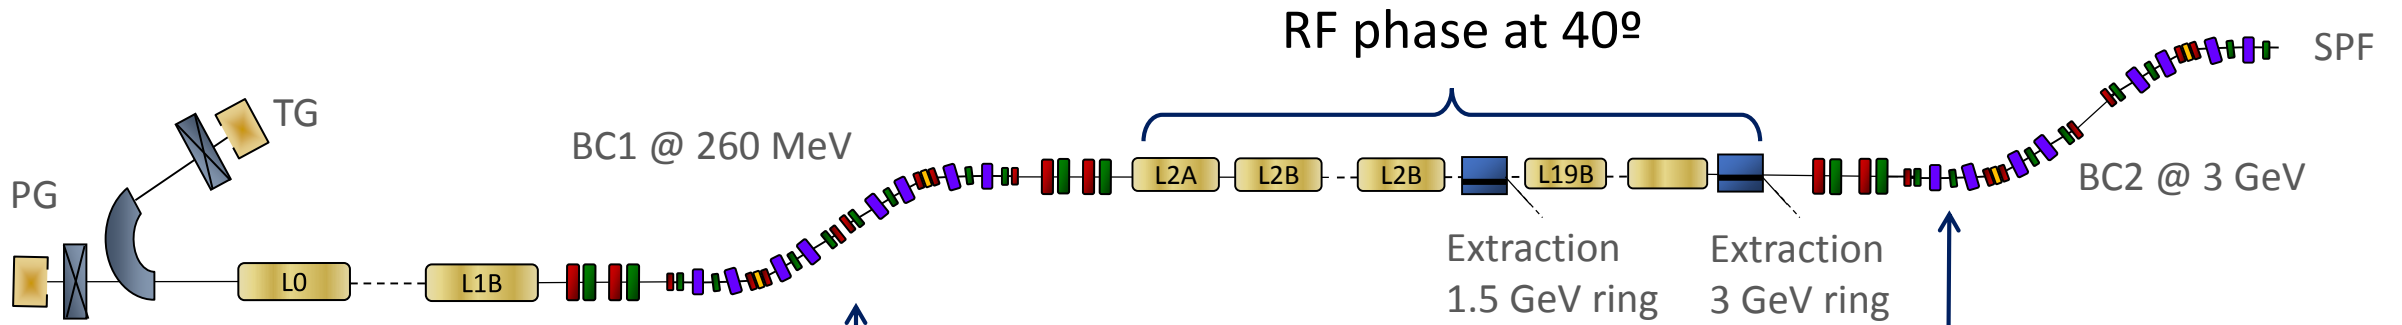 RF phase at 40º
SPF
TG
BC1 @ 260 MeV
PG
L2A
L2B
L2B
L19B
BC2 @ 3 GeV
Extraction
1.5 GeV ring
Extraction
3 GeV ring
L0
L1B